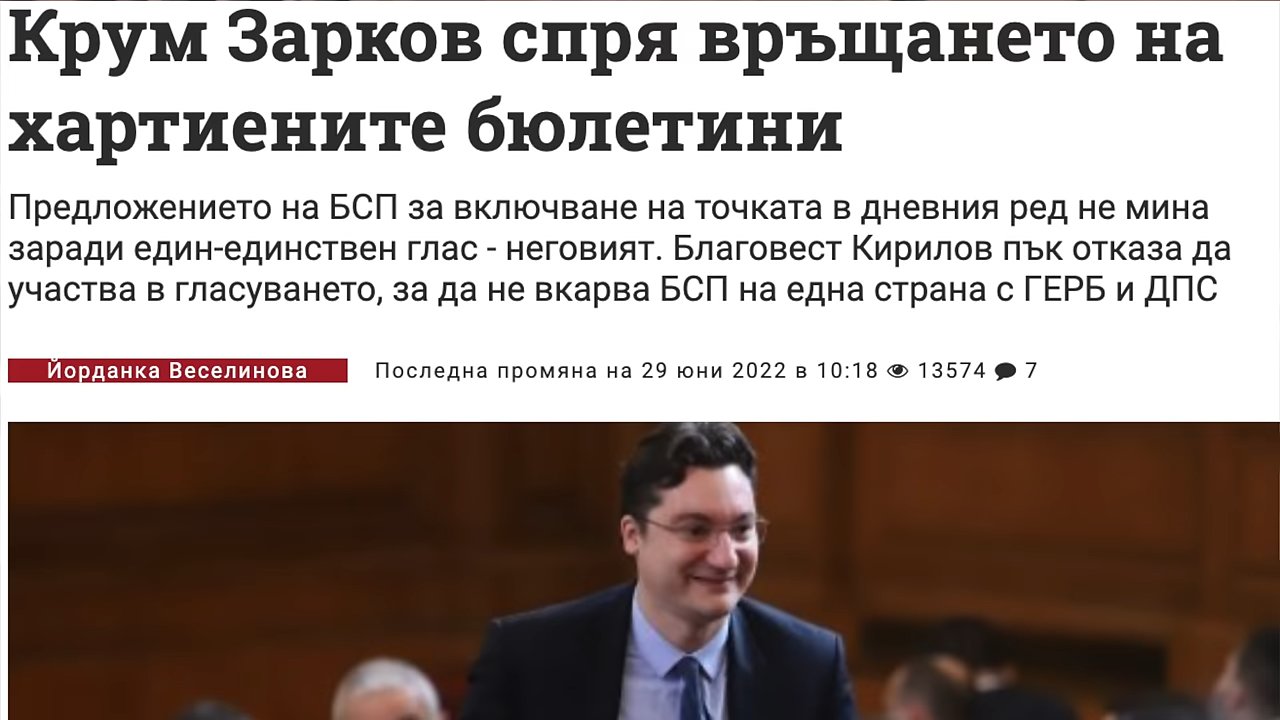 Крум Зарков спря връщането на
хартиените бюлетини
Предложението на БСП за включване на точката в дневния ред не мина
заради един-единствен глас - неговият. Благовест Кирилов пък отказа да
участва в гласуването, за да не вкарва БСП на една страна с ГЕРБ и ДПС
Йорданка Веселинова Последна промяна на 29 юни 2022 в 10:18 13574 7